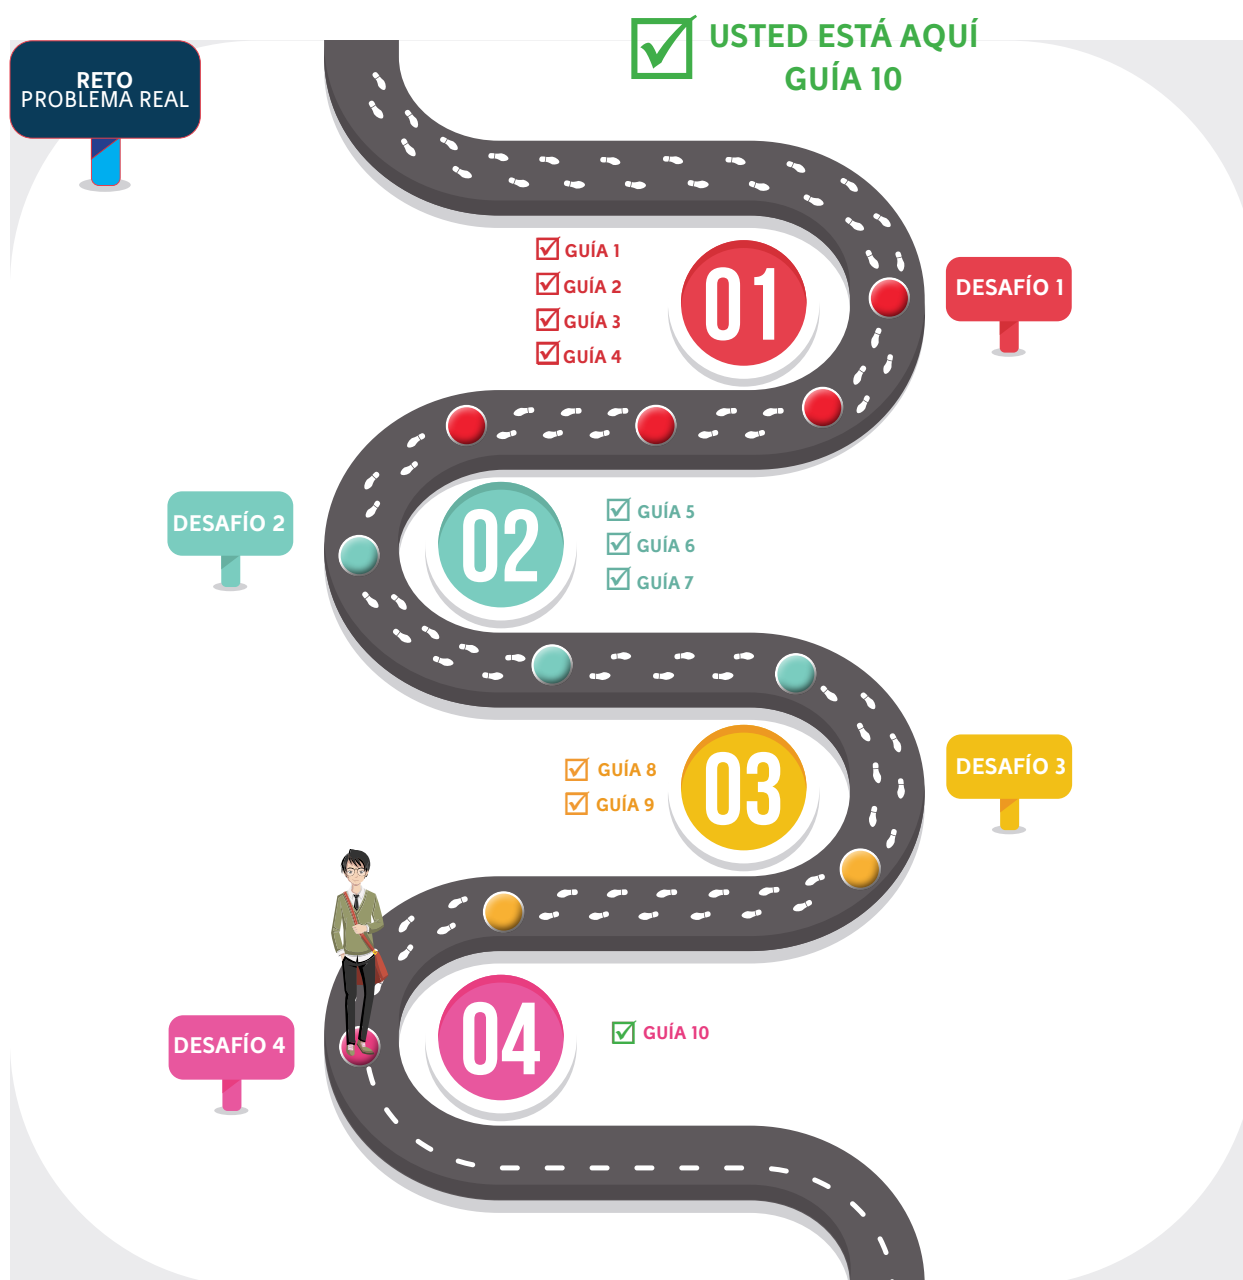 USTED ESTÁ AQUÍ
GUÍA 10
RETO
PROBLEMA REAL
GUÍA 1
GUÍA 2
GUÍA 3
GUÍA 4
01
DESAFÍO 1
DESAFÍO 2
02
GUÍA 5
GUÍA 6
GUÍA 7
GUÍA 8
GUÍA 9
03
DESAFÍO 3
DESAFÍO 4
04
GUÍA 10